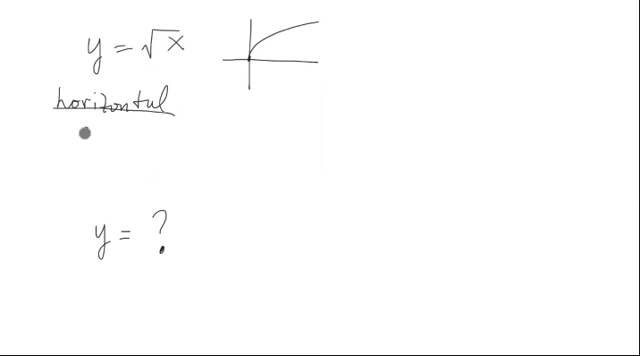 y = √x
horizontal
y = ?